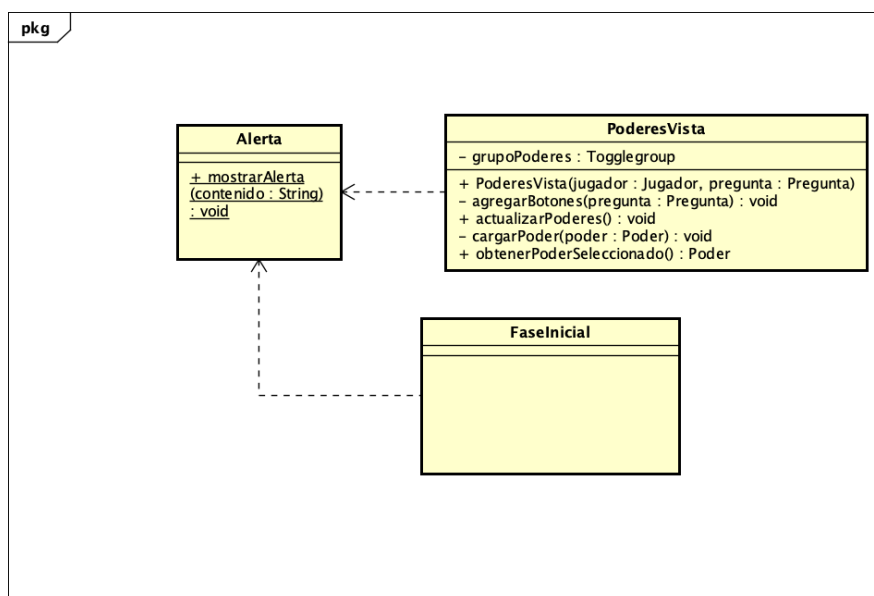 pkg
Alerta
+ mostrarAlerta
(contenido : String)
: void
PoderesVista
– grupoPoderes : Togglegroup
+ PoderesVista(jugador : Jugador, pregunta : Pregunta)
– agregarBotones(pregunta : Pregunta) : void
+ actualizarPoderes() : void
– cargarPoder(poder : Poder) : void
+ obtenerPoderSeleccionado() : Poder
FaseInicial